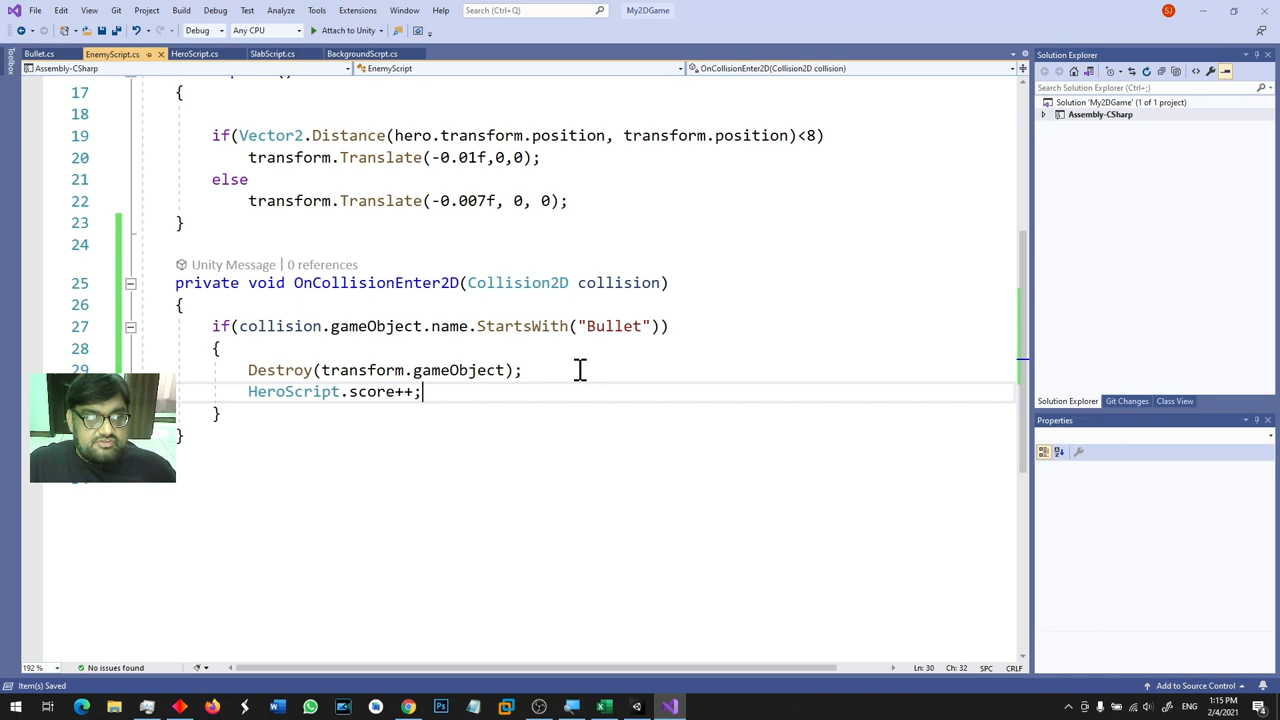 File Edit View Git Project Build Debug Test Analyze Tools Extensions Window Help Search (Ctrl+Q) My2DGame SJ
Debug Any CPU Attach to Unity
Bullet.cs EnemyScript.cs HeroScript.cs SlabScript.cs BackgroundScrpt.cs
Assembly-CSharp EnemyScript OnCollisionEnter2D(Collision2D collision)
Toolbox
17 {
18
19 if(Vector2.Distance(hero.transform.position, transform.position)<8)
20 transform.Translate(-0.01f,0,0);
21 else
22 transform.Translate(-0.007f, 0, 0);
23 }
24
Unity Message | 0 references
25 private void OnCollisionEnter2D(Collision2D collision)
26 {
27 if(collision.gameObject.name.StartsWith("Bullet"))
28 {
29 Destroy(transform.gameObject);
HeroScript.score++;
}
}
192 % No issues found Ln: 30 Ch: 32 SPC CRLF
Solution Explorer
Search Solution Explorer (Ctrl+;)
Solution 'My2DGame' (1 of 1 project)
Assembly-CSharp
Solution Explorer Git Changes Class View
Properties
Item(s) Saved Add to Source Control
ENG 1:15 PM
2/4/2021